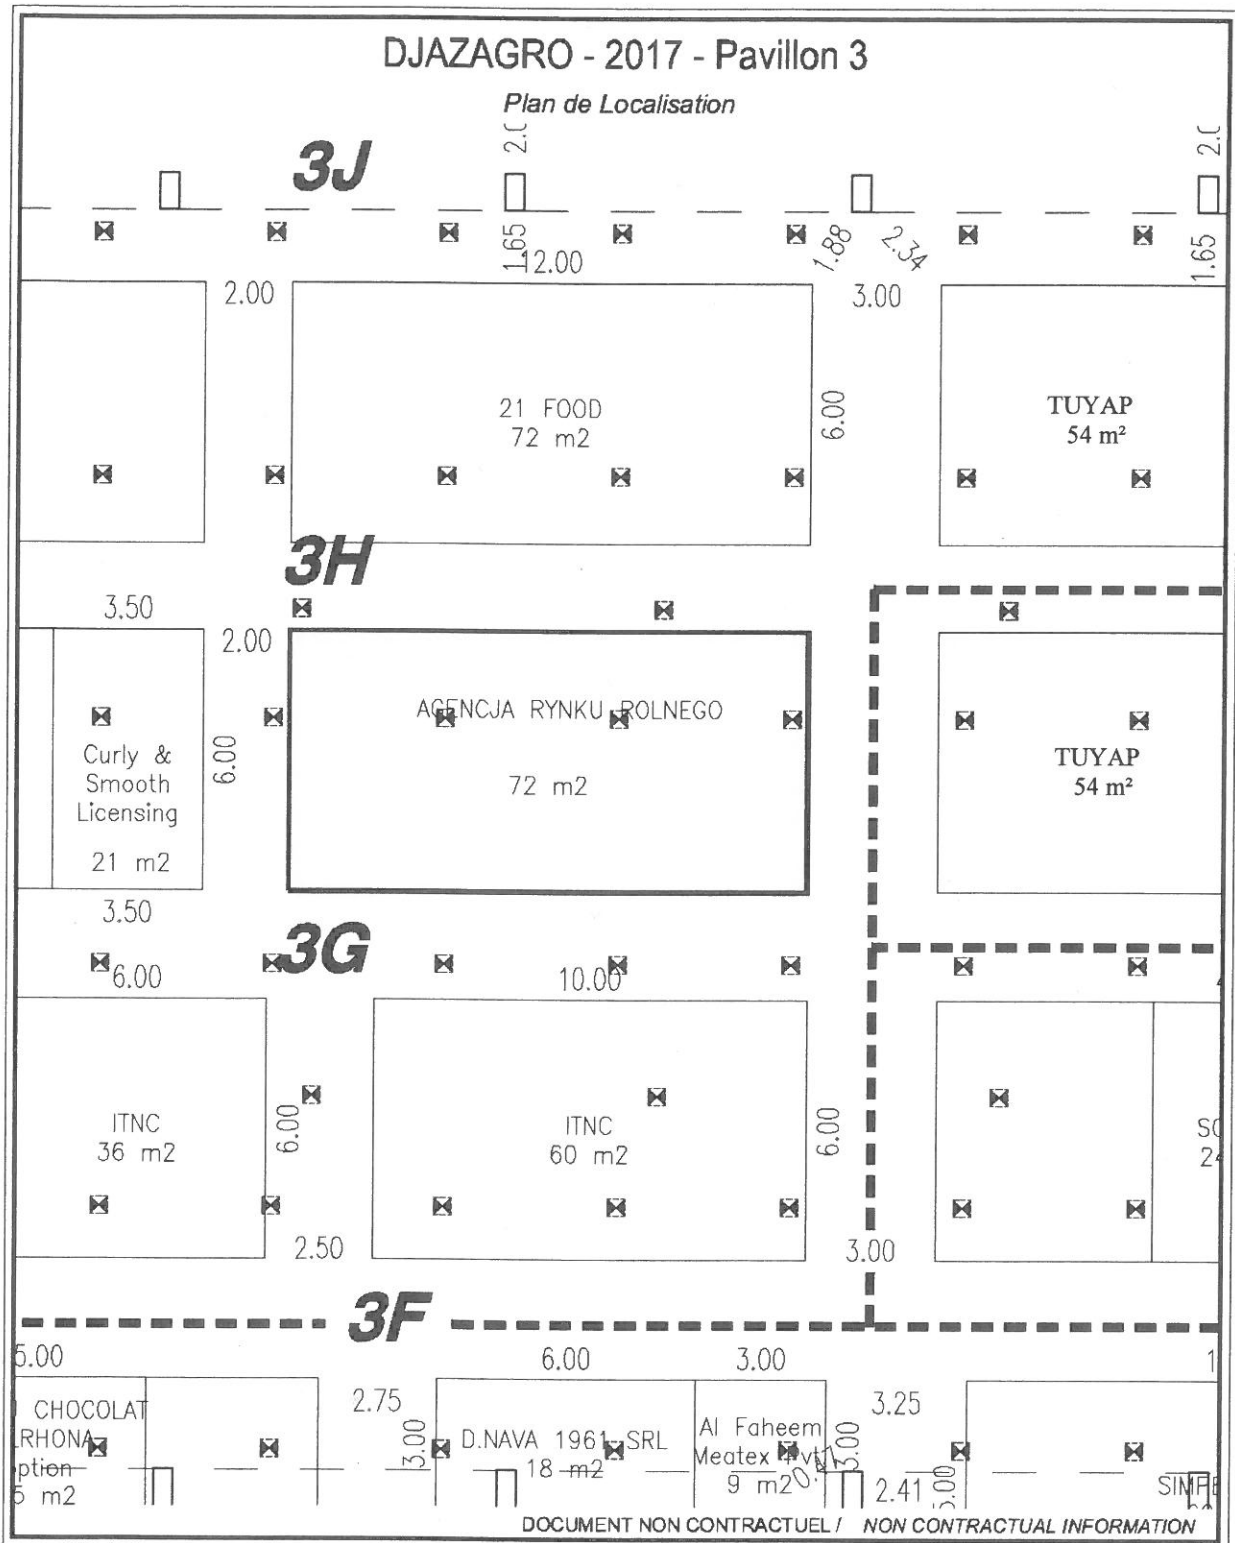 DJAZAGRO - 2017 - Pavillon 3
Plan de Localisation
3J
1.65
12.00
1.88
2.34
1.65
2.00
3.00
21 FOOD
72 m2
6.00
TUYAP
54 m²
3H
3.50
2.00
AGENCJA RYNKU ROLNEGO
72 m2
Curly &
Smooth
Licensing
21 m2
6.00
TUYAP
54 m²
3.50
3G
6.00
10.00
ITNC
36 m2
6.00
ITNC
60 m2
6.00
2.50
3.00
3F
5.00
6.00
3.00
2.75
3.25
CHOCOLAT
3.00
D.NAVA 1961 SRL
18 m2
Al Faheem
Meatex Pvt
9 m2
3.00
2.41
DOCUMENT NON CONTRACTUEL / NON CONTRACTUAL INFORMATION